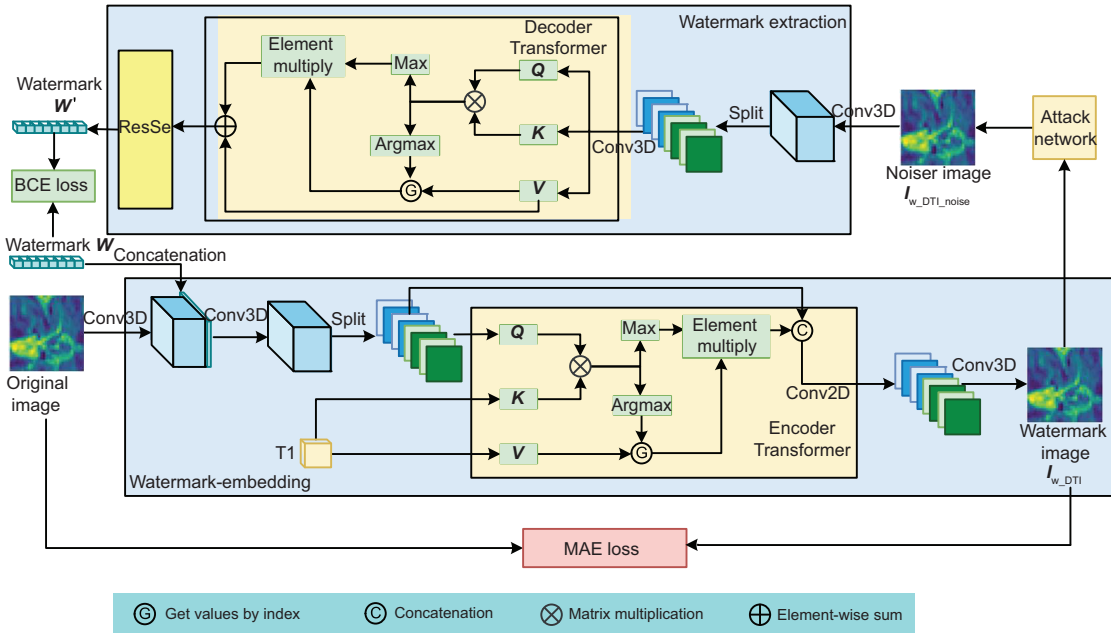 Watermark extraction
Decoder
Transformer
Element
multiply
Max
Q
K
V
Argmax
G
ResSe
Watermark
W'
BCE loss
Conv3D
Split
Conv3D
Noiser image
I w_DTI_noise
Attack
network
Watermark W
Concatenation
Original
image
Conv3D
Conv3D
Split
Q
K
V
T1
Max
Argmax
G
Element
multiply
C
Conv2D
Encoder
Transformer
Conv3D
Watermark
image
I w_DTI
Watermark-embedding
MAE loss
G Get values by index
C Concatenation
Matrix multiplication
Element-wise sum